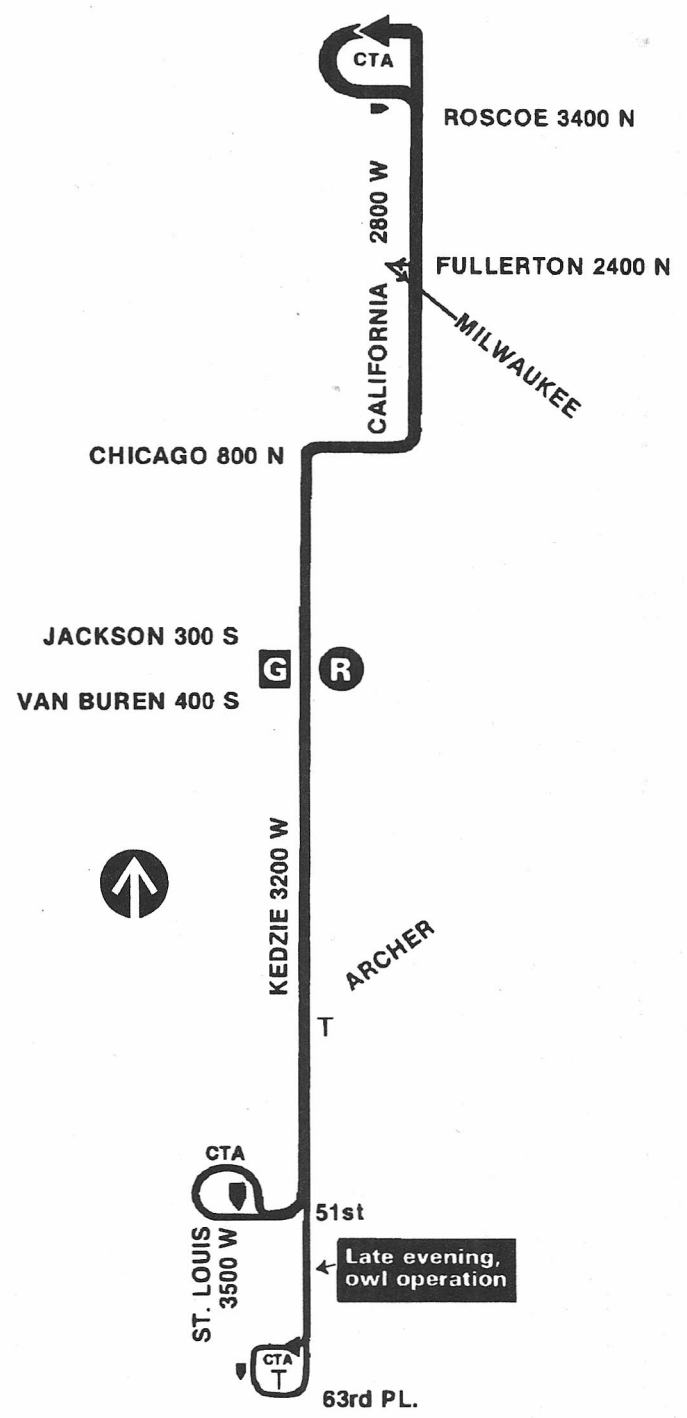 CTA
ROSCOE 3400 N
2800 W
FULLERTON 2400 N
CALIFORNIA
MILWAUKEE
CHICAGO 800 N
JACKSON 300 S
G
R
VAN BUREN 400 S
KEDZIE 3200 W
ARCHER
T
CTA
51st
ST. LOUIS
3500 W
Late evening,
owl operation
CTA
T
63rd PL.